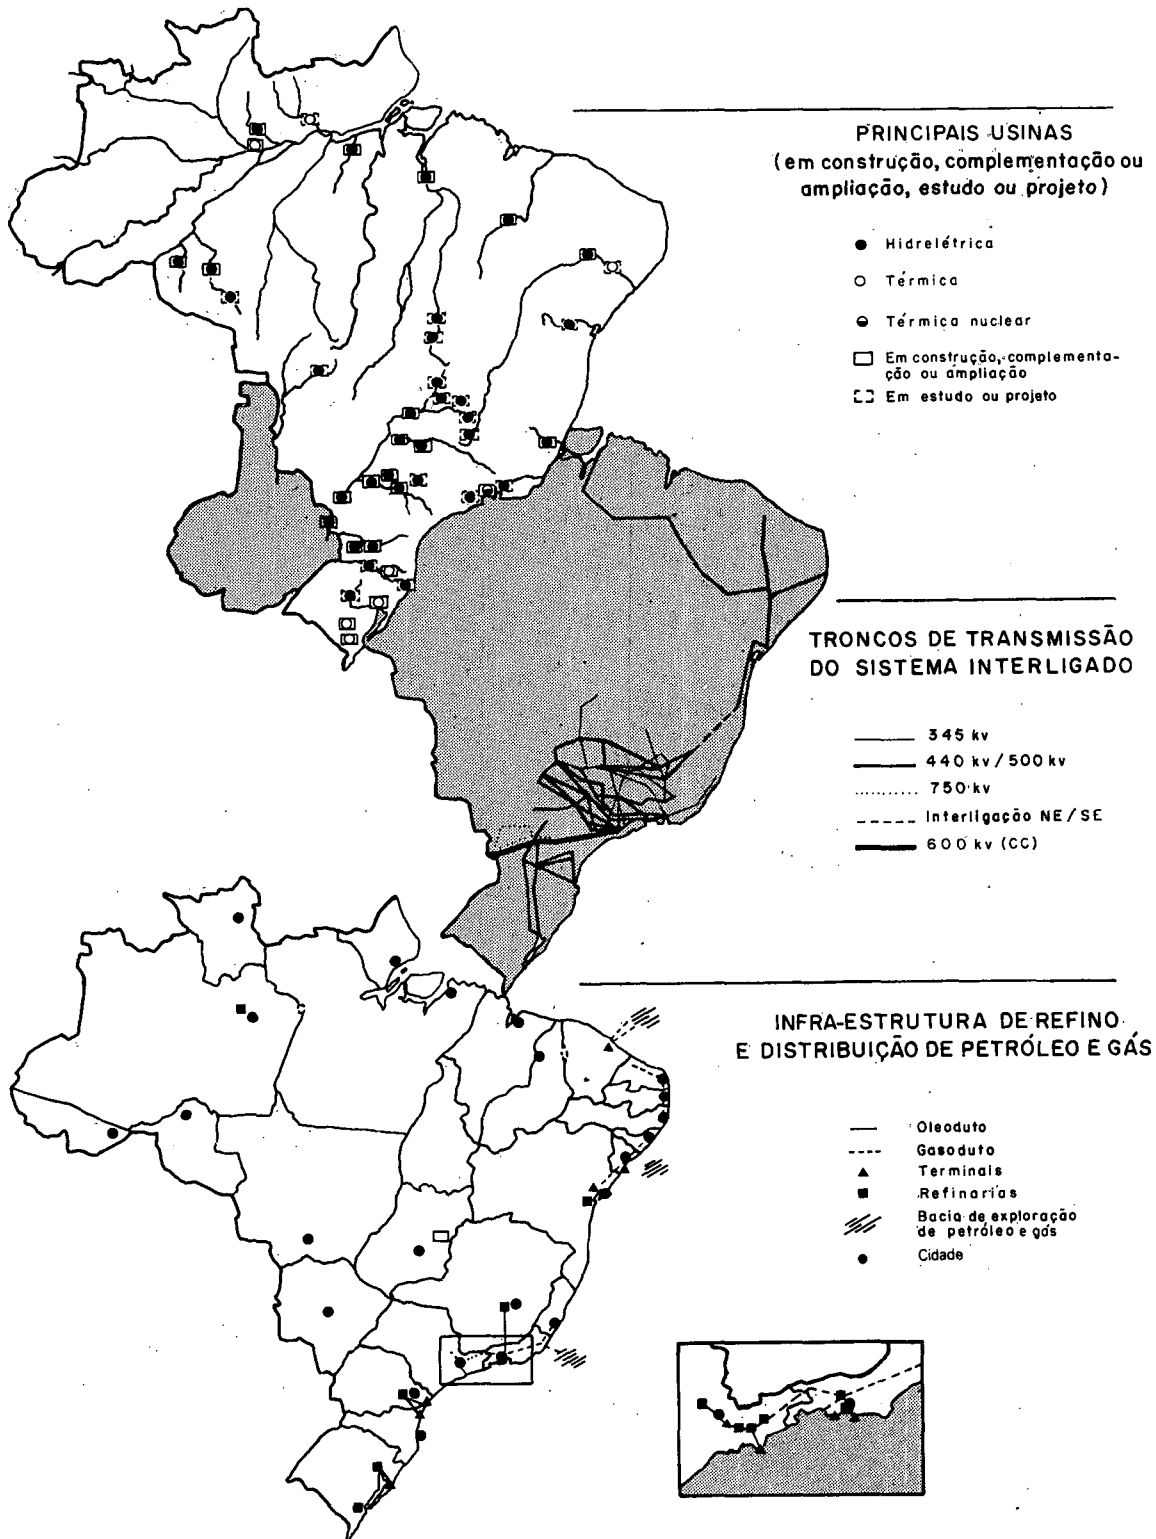 PRINCIPAIS USINAS
(em construção, complementação ou
ampliação, estudo ou projeto)
Hidrelétrica
Térmica
Térmica nuclear
Em construção, complementa-
ção ou ampliação
Em estudo ou projeto
TRONCOS DE TRANSMISSÃO
DO SISTEMA INTERLIGADO
345 kv
440 kv / 500 kv
750 kv
Interligação NE / SE
600 kv (CC)
INFRA-ESTRUTURA DE REFINO
E DISTRIBUIÇÃO DE PETRÓLEO E GÁS
Oleoduto
Gasoduto
Terminais
Refinarias
Bacia de exploração
de petróleo e gás
Cidade